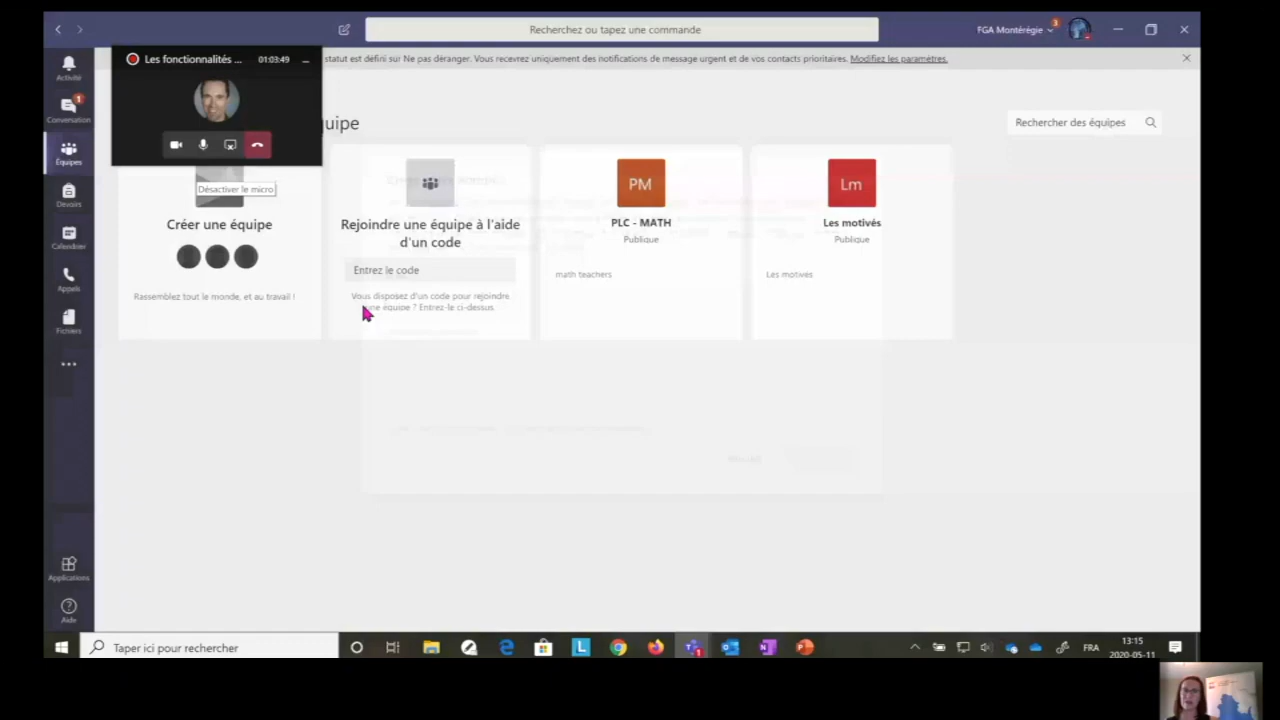 Recherchez ou tapez une commande
FGA Montérégie
3
Les fonctionnalités ...
01:03:49
statut est défini sur Ne pas déranger. Vous recevrez uniquement des notifications de message urgent et de vos contacts prioritaires. Modifiez les paramètres.
Activité
1
Conversation
Équipes
Devoirs
Calendrier
Appels
Fichiers
Applications
Aide
uipe
Rechercher des équipes
Désactiver le micro
Créer une équipe
Rassemblez tout le monde, et au travail !
Rejoindre une équipe à l'aide
d'un code
Entrez le code
Vous disposez d'un code pour rejoindre
une équipe ? Entrez-le ci-dessus
PM
PLC - MATH
Publique
math teachers
Lm
Les motivés
Publique
Les motivés
Taper ici pour rechercher
FRA
13:15
2020-05-11